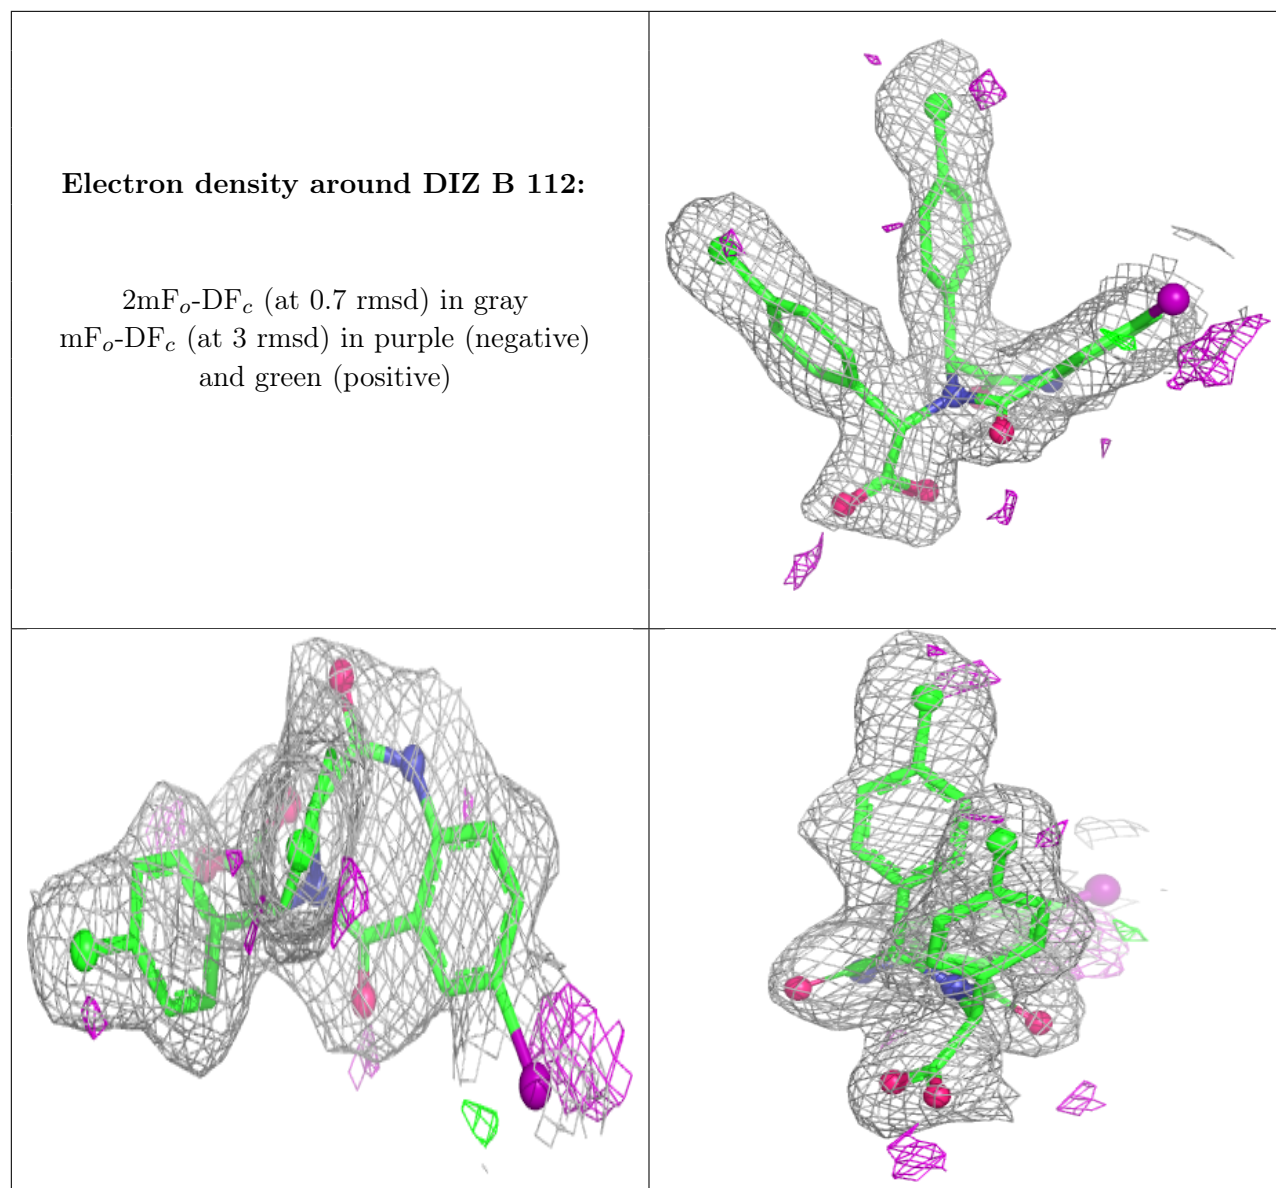 Electron density around DIZ B 112:
2mFo-DFc (at 0.7 rmsd) in gray
mFo-DFc (at 3 rmsd) in purple (negative)
and green (positive)